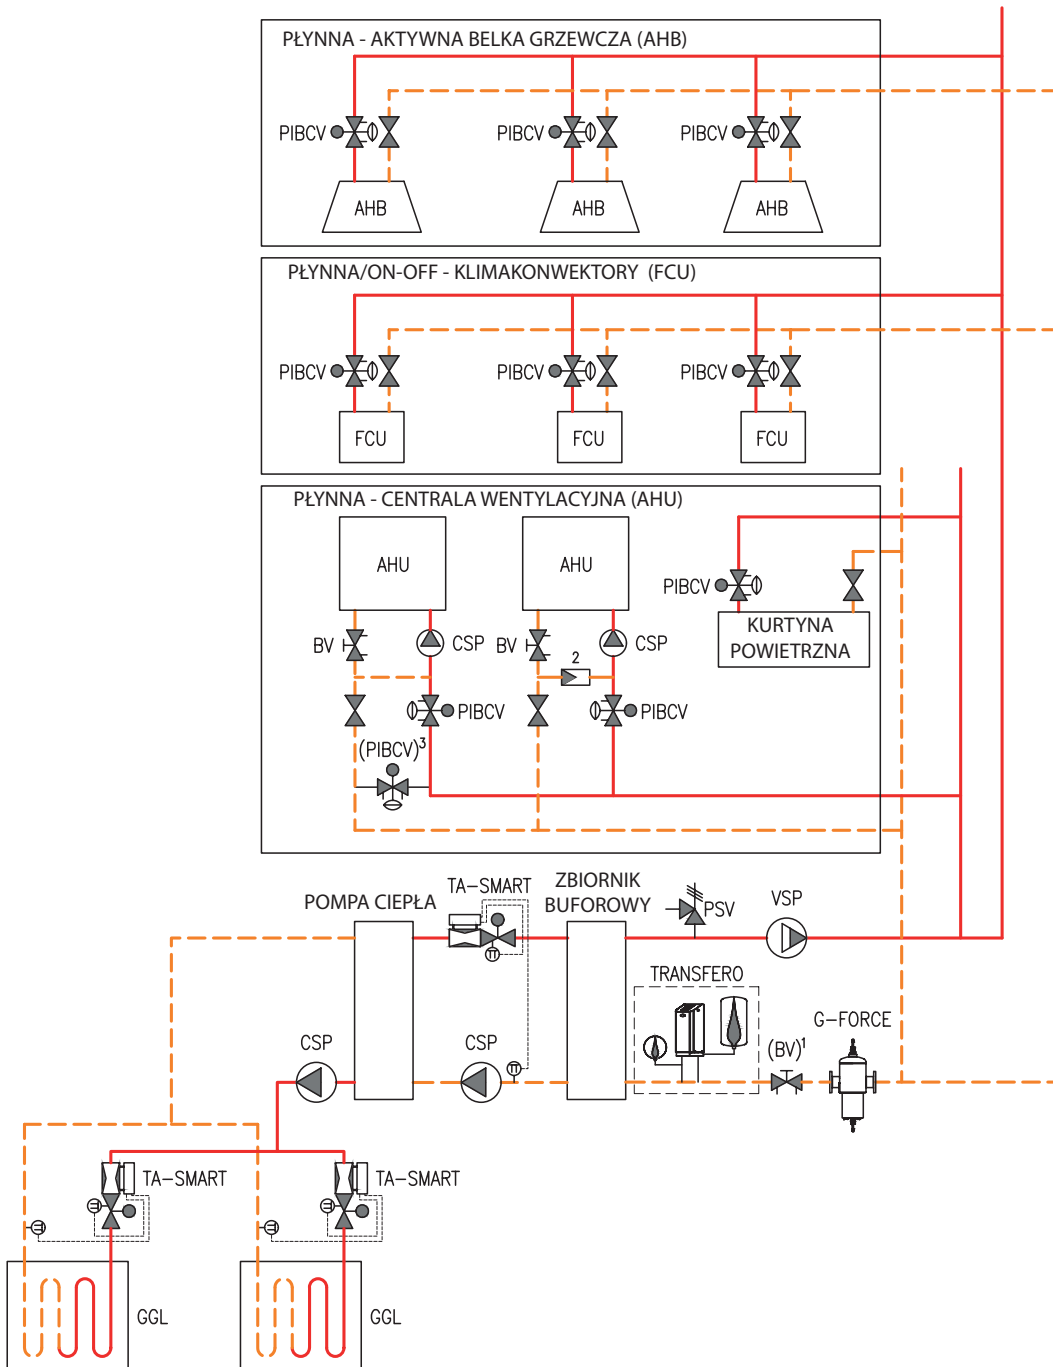 PŁYNNA - AKTYWNA BELKA GRZEWCZA (AHB)
PIBCV PIBCV PIBCV
AHB AHB AHB
PŁYNNA/ON-OFF - KLIMAKONWEKTORY (FCU)
PIBCV PIBCV PIBCV
FCU FCU FCU
PŁYNNA - CENTRALA WENTYLACYJNA (AHU)
AHU AHU
PIBCV
BV CSP BV CSP
KURTYNA
POWIETRZNA
2
PIBCV PIBCV
(PIBCV)³
POMPA CIEPŁA
TA-SMART
ZBIORNIK
BUFOROWY
PSV
VSP
TRANSFERO
G-FORCE
CSP CSP
(BV)¹
TA-SMART TA-SMART
GGL GGL